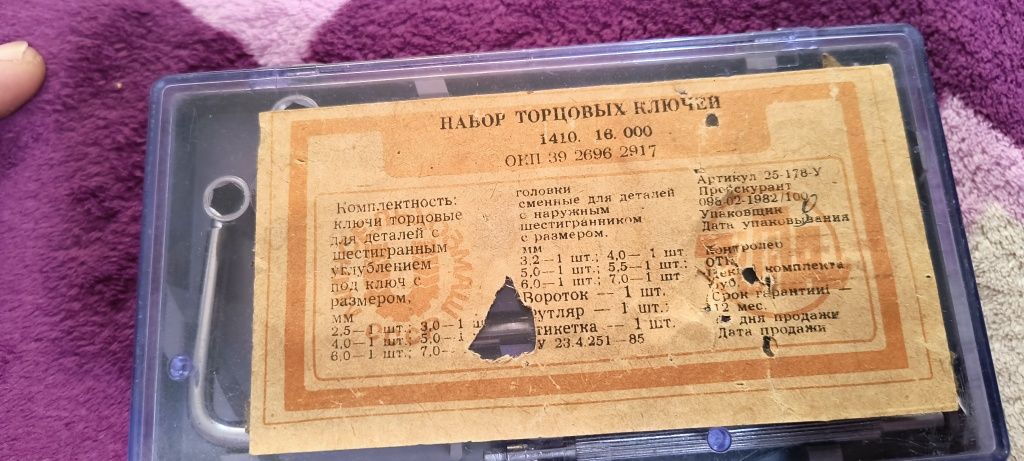 НАБОР ТОРЦОВЫХ КЛЮЧЕЙ
1410. 16. 000
ОКП 39 2696 2917
Комплектность:
ключи торцовые
для деталей с
шестигранным
углублением
под ключ с
размером,
мм
2,5—1 шт.; 3,0—1
4,0—1 шт.; 5,0—1
6,0—1 шт.; 7,0—
головки
сменные для деталей
с наружным
шестигранником
с размером,
мм
3,2—1 шт.; 4,0—1 шт.
5,0—1 шт.; 5,5—1 шт.;
6,0—1 шт.; 7,0—1 шт
Вороток — 1 шт.
утляр — 1 шт.
тикетка — 1 шт.
У 23.4.251—85
Артикул 25-178-У
Прейскурант
098-02-1982/100
Упаковщик
Дата упаковывания
Контролер
ОТК
комплекта
руб.
Срок гарантии —
12 мес.
дня продажи
Дата продажи